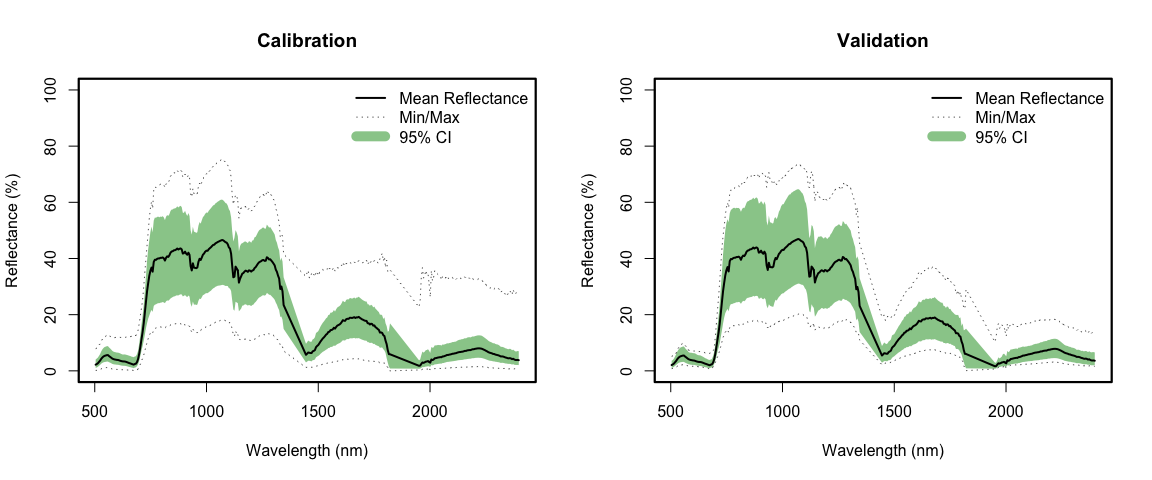 Calibration
Reflectance (%)
100
80
60
40
20
0
Mean Reflectance
Min/Max
95% CI
500 1000 1500 2000
Wavelength (nm)
Validation
Reflectance (%)
100
80
60
40
20
0
Mean Reflectance
Min/Max
95% CI
500 1000 1500 2000
Wavelength (nm)